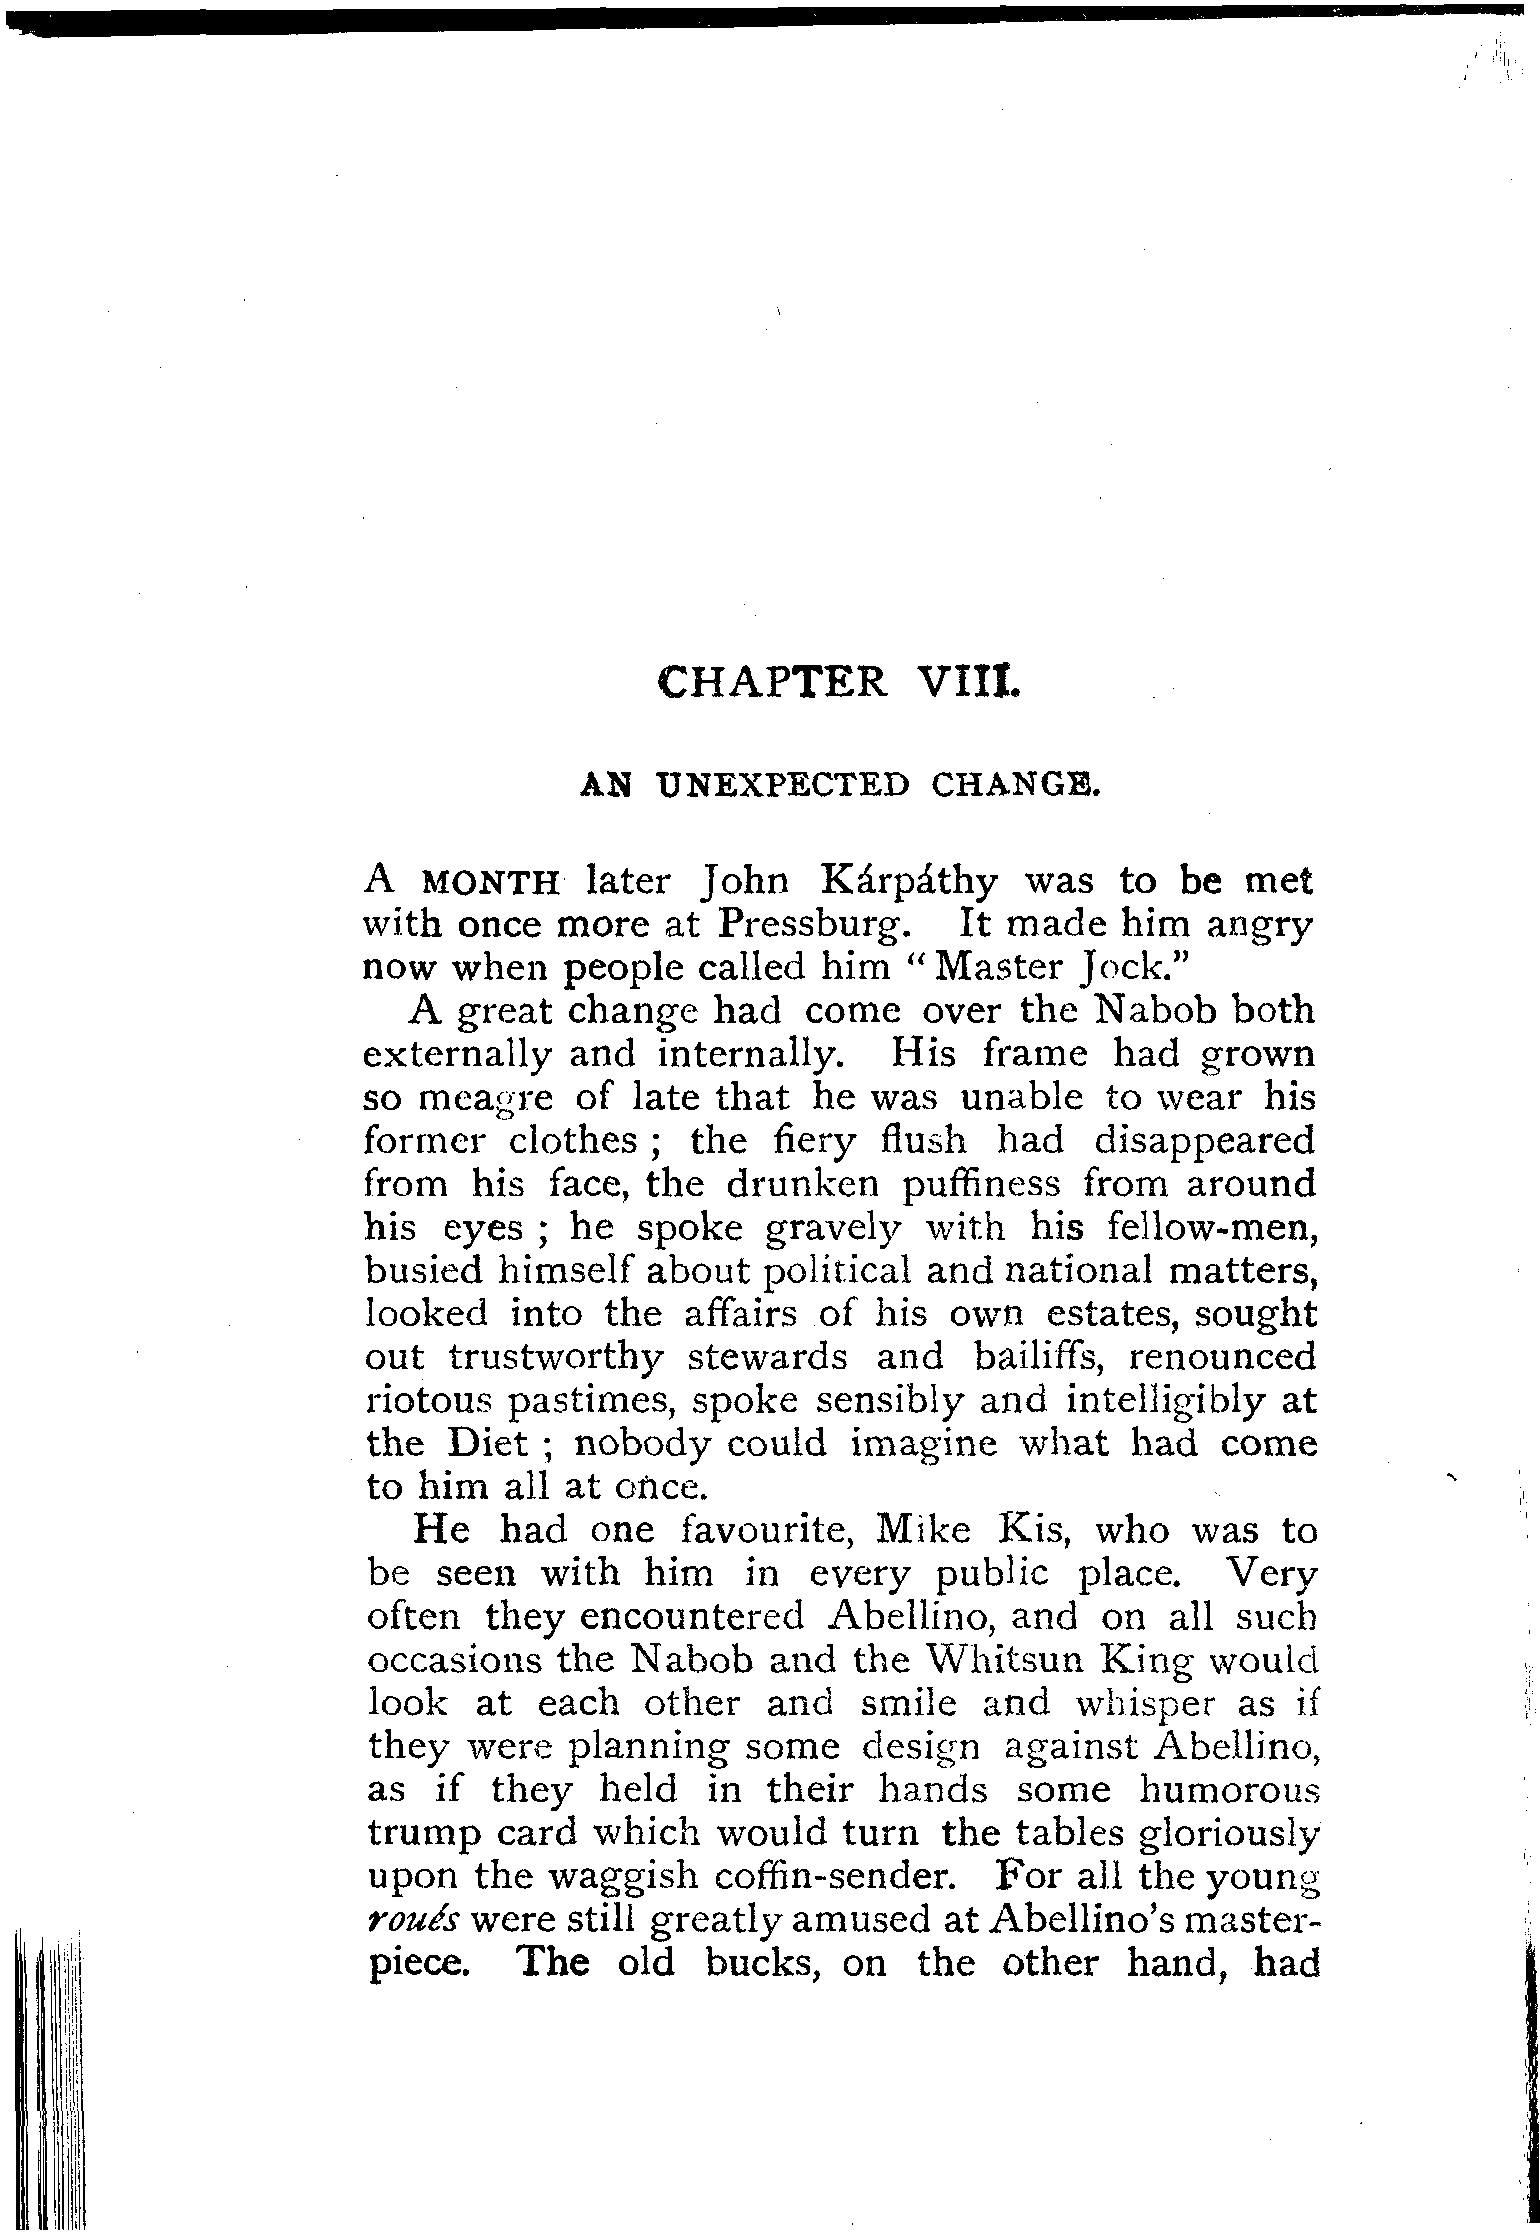 CHAPTER VIII.
AN UNEXPECTED CHANGE.
A MONTH later John Kárpáthy was to be met
with once more at Pressburg. It made him angry
now when people called him "Master Jock."
A great change had come over the Nabob both
externally and internally. His frame had grown
so meagre of late that he was unable to wear his
former clothes ; the fiery flush had disappeared
from his face, the drunken puffiness from around
his eyes ; he spoke gravely with his fellow-men,
busied himself about political and national matters,
looked into the affairs of his own estates, sought
out trustworthy stewards and bailiffs, renounced
riotous pastimes, spoke sensibly and intelligibly at
the Diet ; nobody could imagine what had come
to him all at once.
He had one favourite, Mike Kis, who was to
be seen with him in every public place. Very
often they encountered Abellino, and on all such
occasions the Nabob and the Whitsun King would
look at each other and smile and whisper as if
they were planning some design against Abellino,
as if they held in their hands some humorous
trump card which would turn the tables gloriously
upon the waggish coffin-sender. For all the young
roués were still greatly amused at Abellino's master-
piece. The old bucks, on the other hand, had